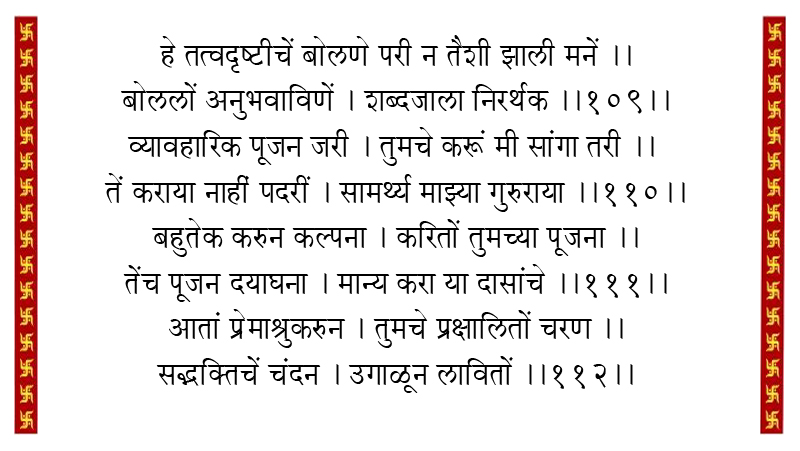 हे तत्वदृष्टीचें बोलणे परी न तैशी झाली मनें ।।
बोललों अनुभवाविणें । शब्दजाला निरर्थक ।।१०९।।
व्यावहारिक पूजन जरी । तुमचे करूं मी सांगा तरी ।।
तें कराया नाहीं पदरीं । सामर्थ्य माझ्या गुरुराया ।।११०।।
बहुतेक करुन कल्पना । करितों तुमच्या पूजना ।।
तेंच पूजन दयाघना । मान्य करा या दासांचे ।।१११।।
आतां प्रेमाश्रुकरुन । तुमचे प्रक्षालितों चरण ।।
सद्भक्तिचें चंदन । उगाळून लावितों ।।११२।।